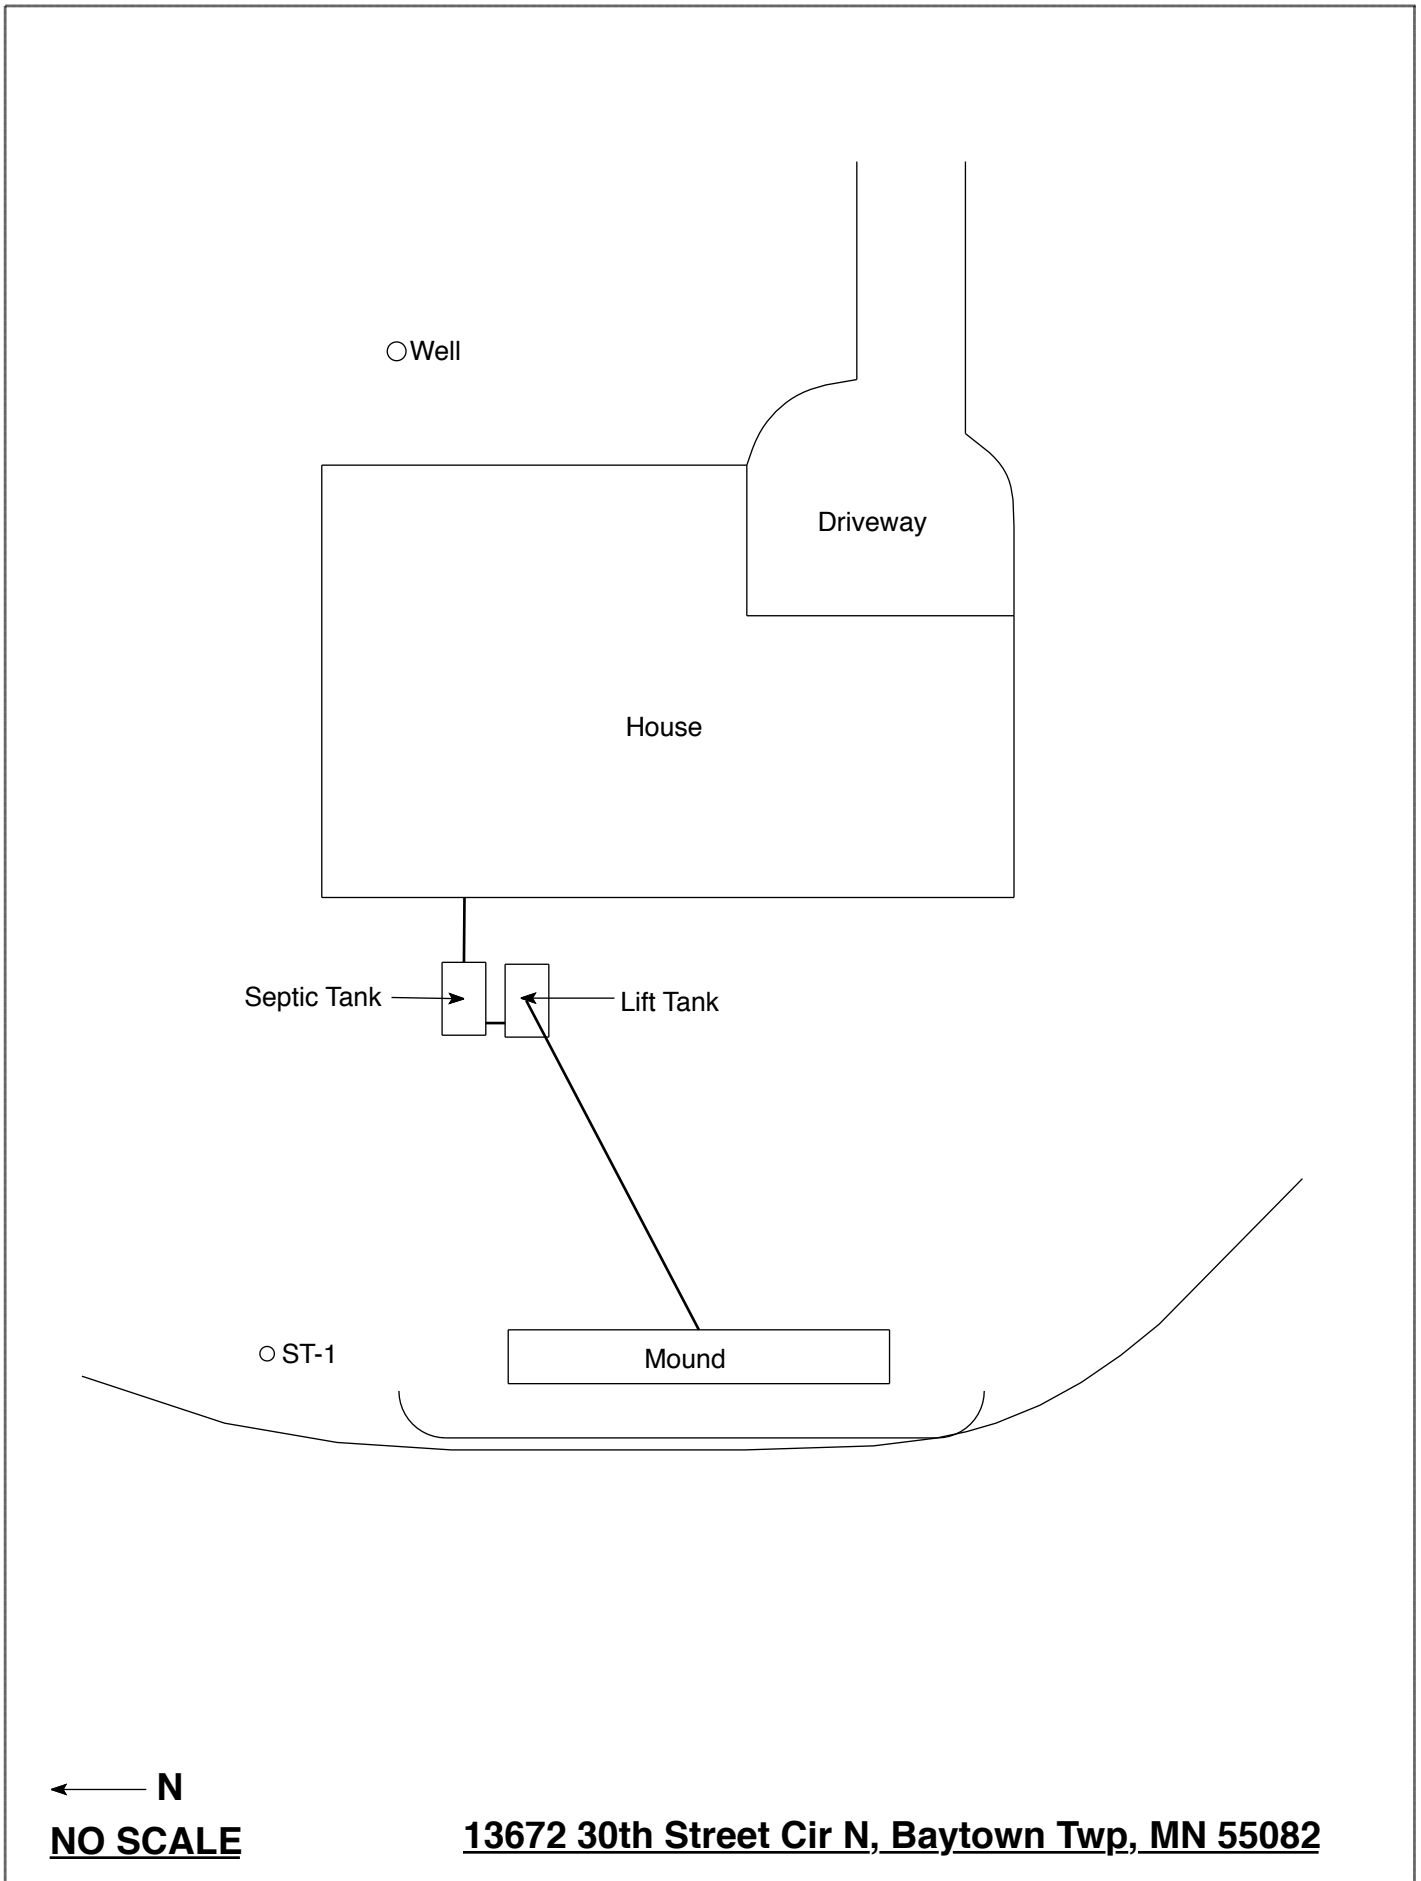 Well
Driveway
House
Septic Tank
Lift Tank
ST-1
Mound
N
NO SCALE
13672 30th Street Cir N, Baytown Twp, MN 55082